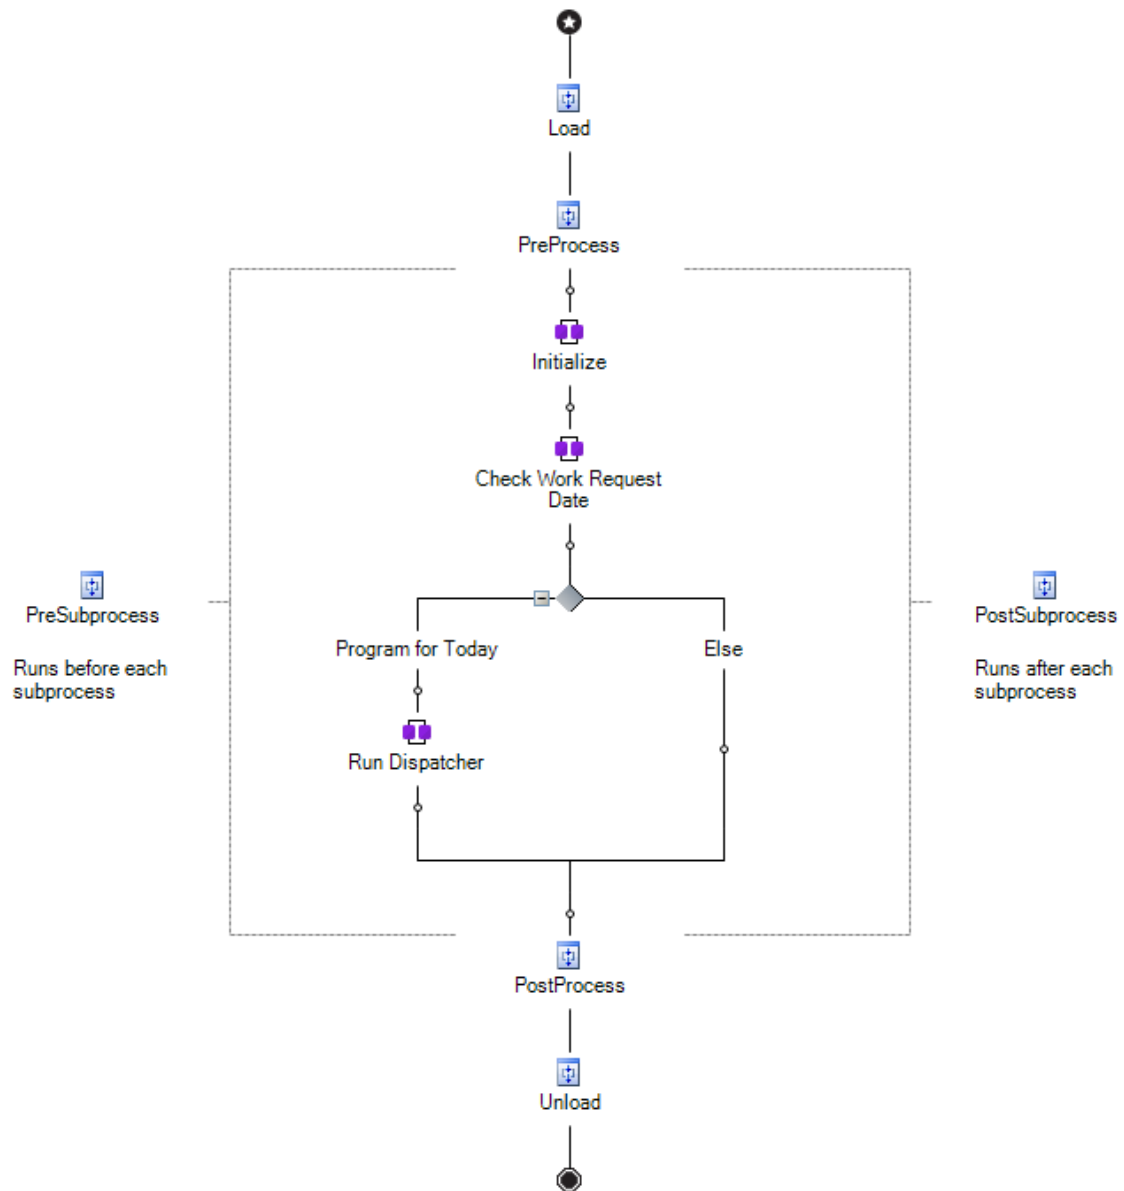 Load
PreProcess
Initialize
Check Work Request
Date
PreSubprocess
Runs before each
subprocess
Program for Today
Else
Run Dispatcher
PostSubprocess
Runs after each
subprocess
PostProcess
Unload